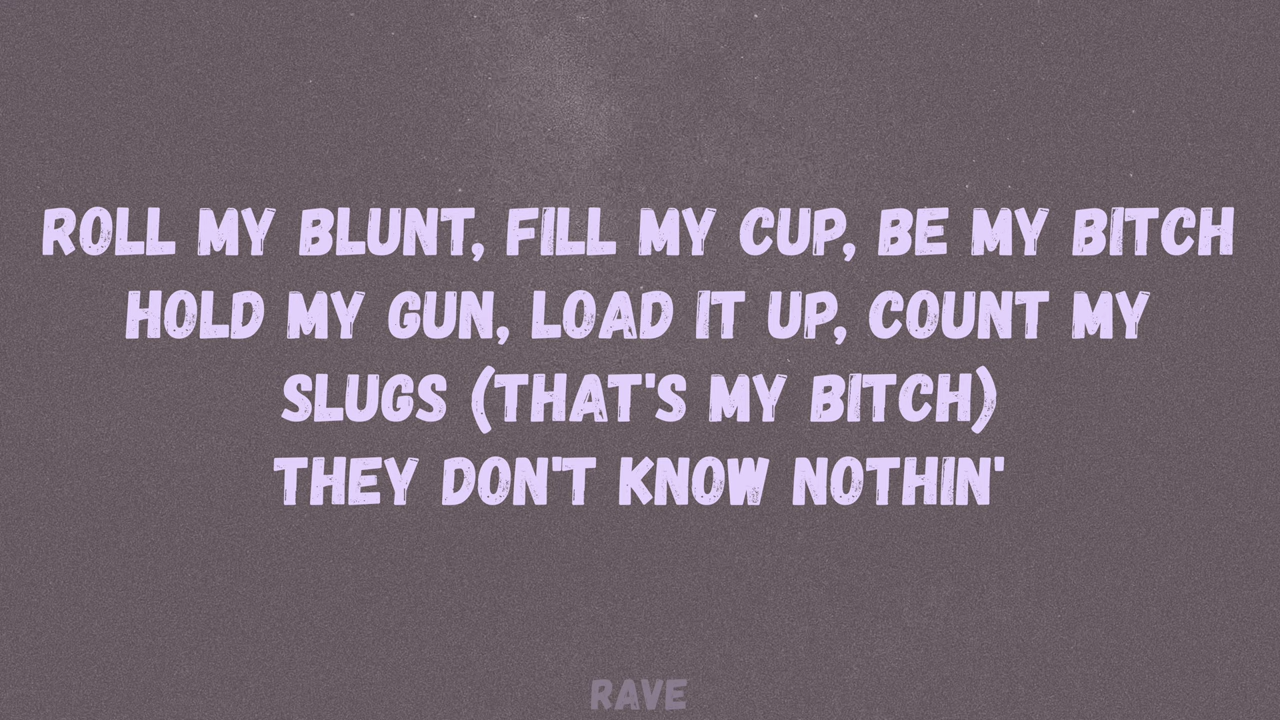 ROLL MY BLUNT, FILL MY CUP, BE MY BITCH
HOLD MY GUN, LOAD IT UP, COUNT MY
SLUGS (THAT'S MY BITCH)
THEY DON'T KNOW NOTHIN'
RAVE